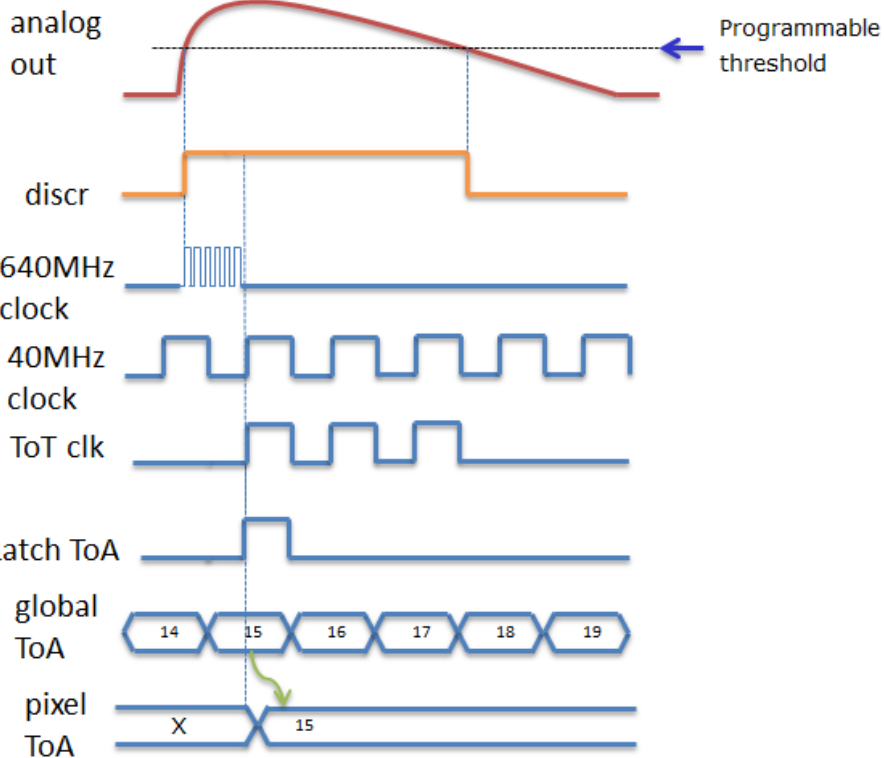 analog
out
Programmable
threshold
discr
640MHz
clock
40MHz
clock
ToT clk
Latch ToA
global
ToA
14 15 16 17 18 19
pixel
ToA
X 15